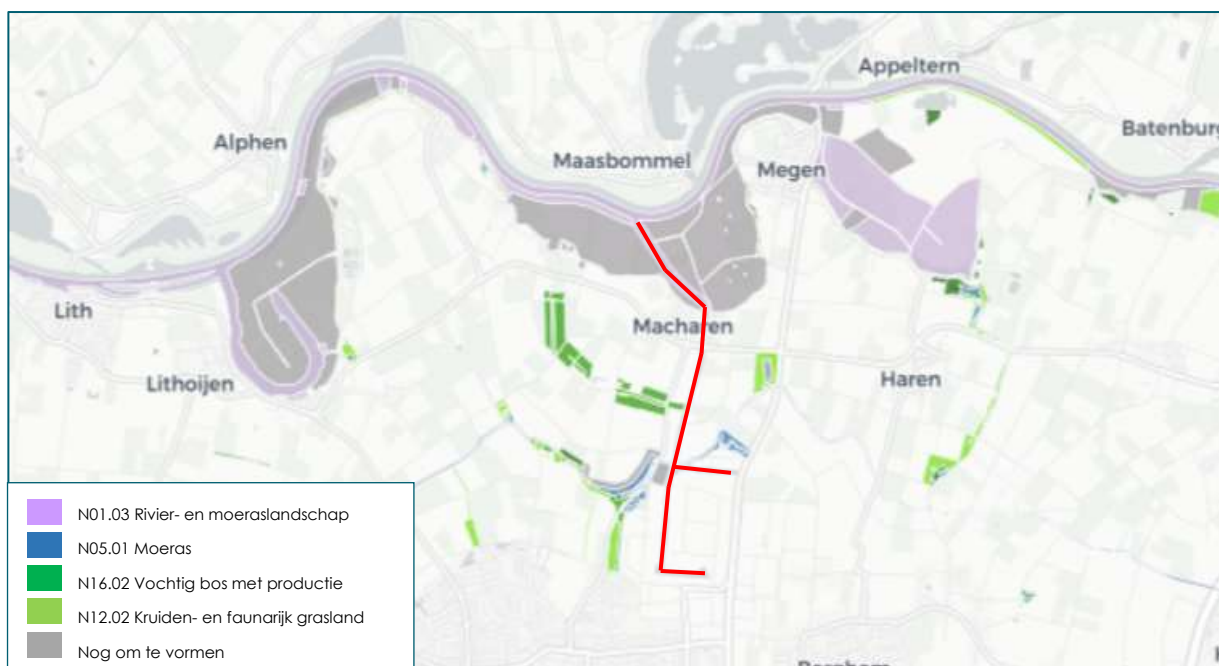 Appeltern
Alphen
Batenburg
Maasbommel
Megen
Lith
Macharen
Lithoijen
Haren
N01.03 Rivier- en moeraslandschap
N05.01 Moeras
N16.02 Vochtig bos met productie
N12.02 Kruiden- en faunarijk grasland
Nog om te vormen